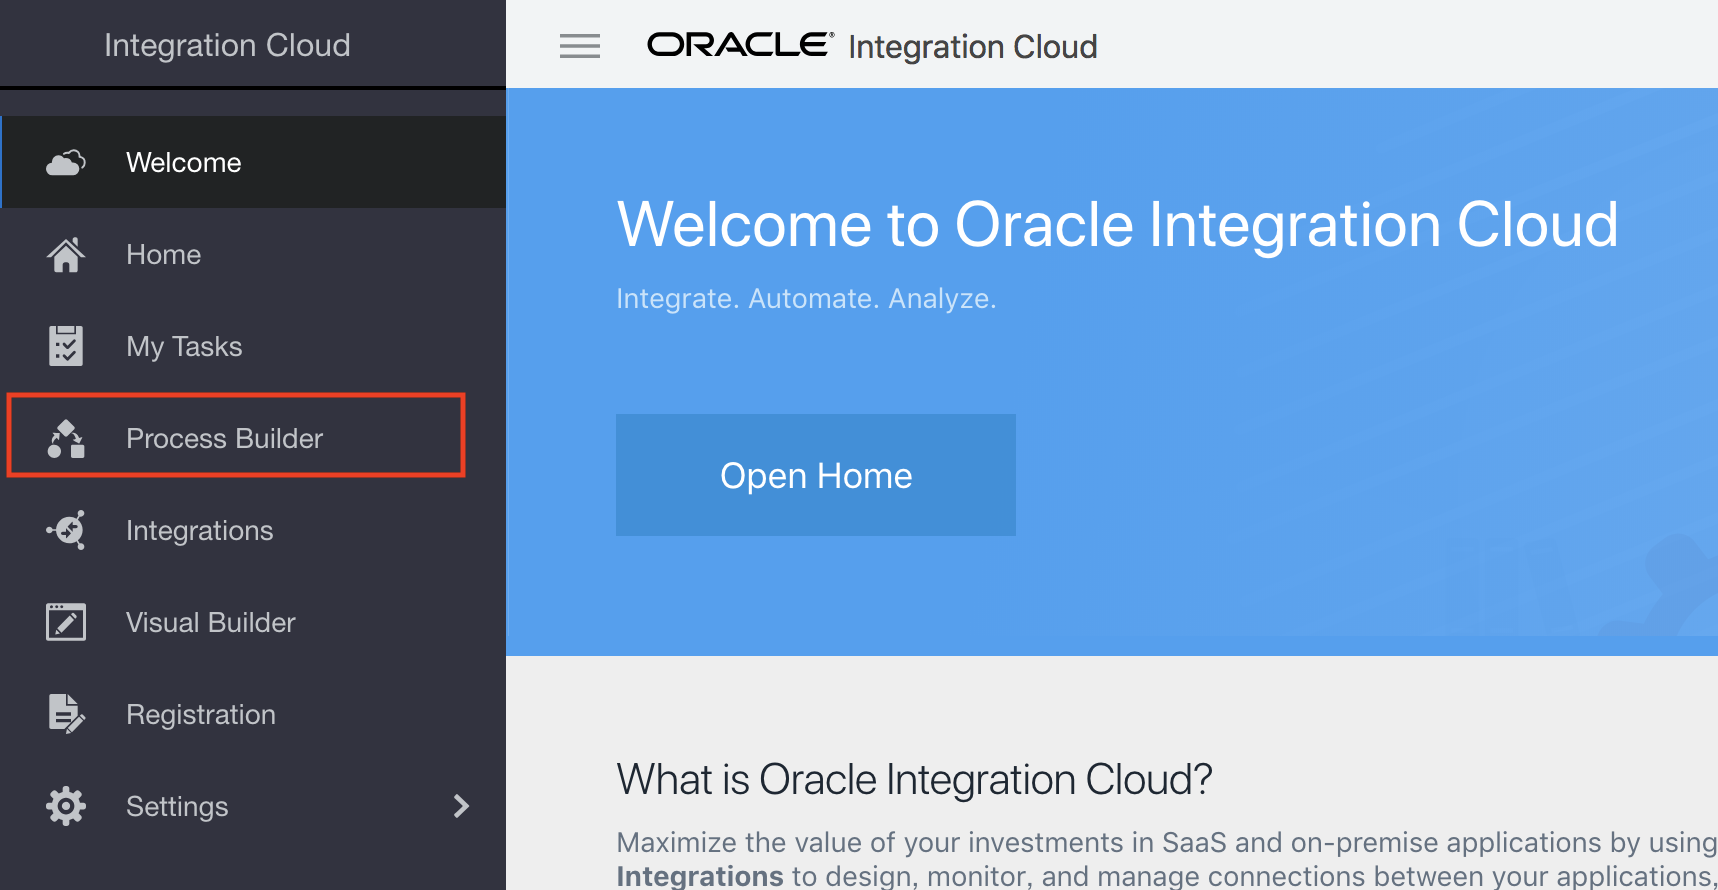 Integration Cloud
Welcome
Home
My Tasks
Process Builder
Integrations
Visual Builder
Registration
Settings
ORACLE® Integration Cloud
Welcome to Oracle Integration Cloud
Integrate. Automate. Analyze.
Open Home
What is Oracle Integration Cloud?
Maximize the value of your investments in SaaS and on-premise applications by using
Integrations to design, monitor, and manage connections between your applications,